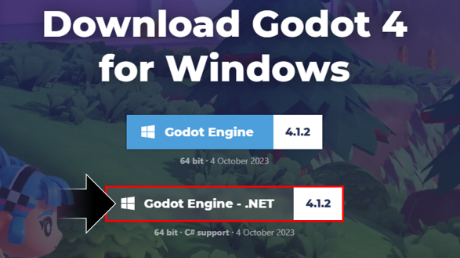 Download Godot 4
for Windows
Godot Engine 4.1.2
64 bit · 4 October 2023
Godot Engine - .NET 4.1.2
64 bit · C# support · 4 October 2023